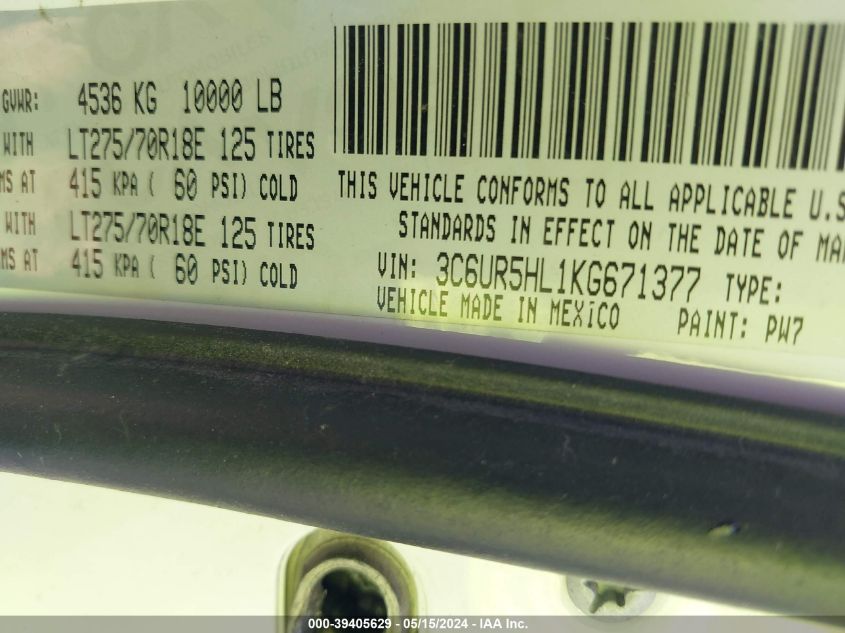 GVWR: 4536 KG 10000 LB
WITH LT275/70R18E 125 TIRES
MS AT 415 KPA ( 60 PSI) COLD
WITH LT275/70R18E 125 TIRES
MS AT 415 KPA ( 60 PSI) COLD
THIS VEHICLE CONFORMS TO ALL APPLICABLE U.S
STANDARDS IN EFFECT ON THE DATE OF MA
VIN: 3C6UR5HL1KG671377 TYPE:
VEHICLE MADE IN MEXiCO PAINT: PW7
000-39405629 - 05/15/2024 - IAA Inc.